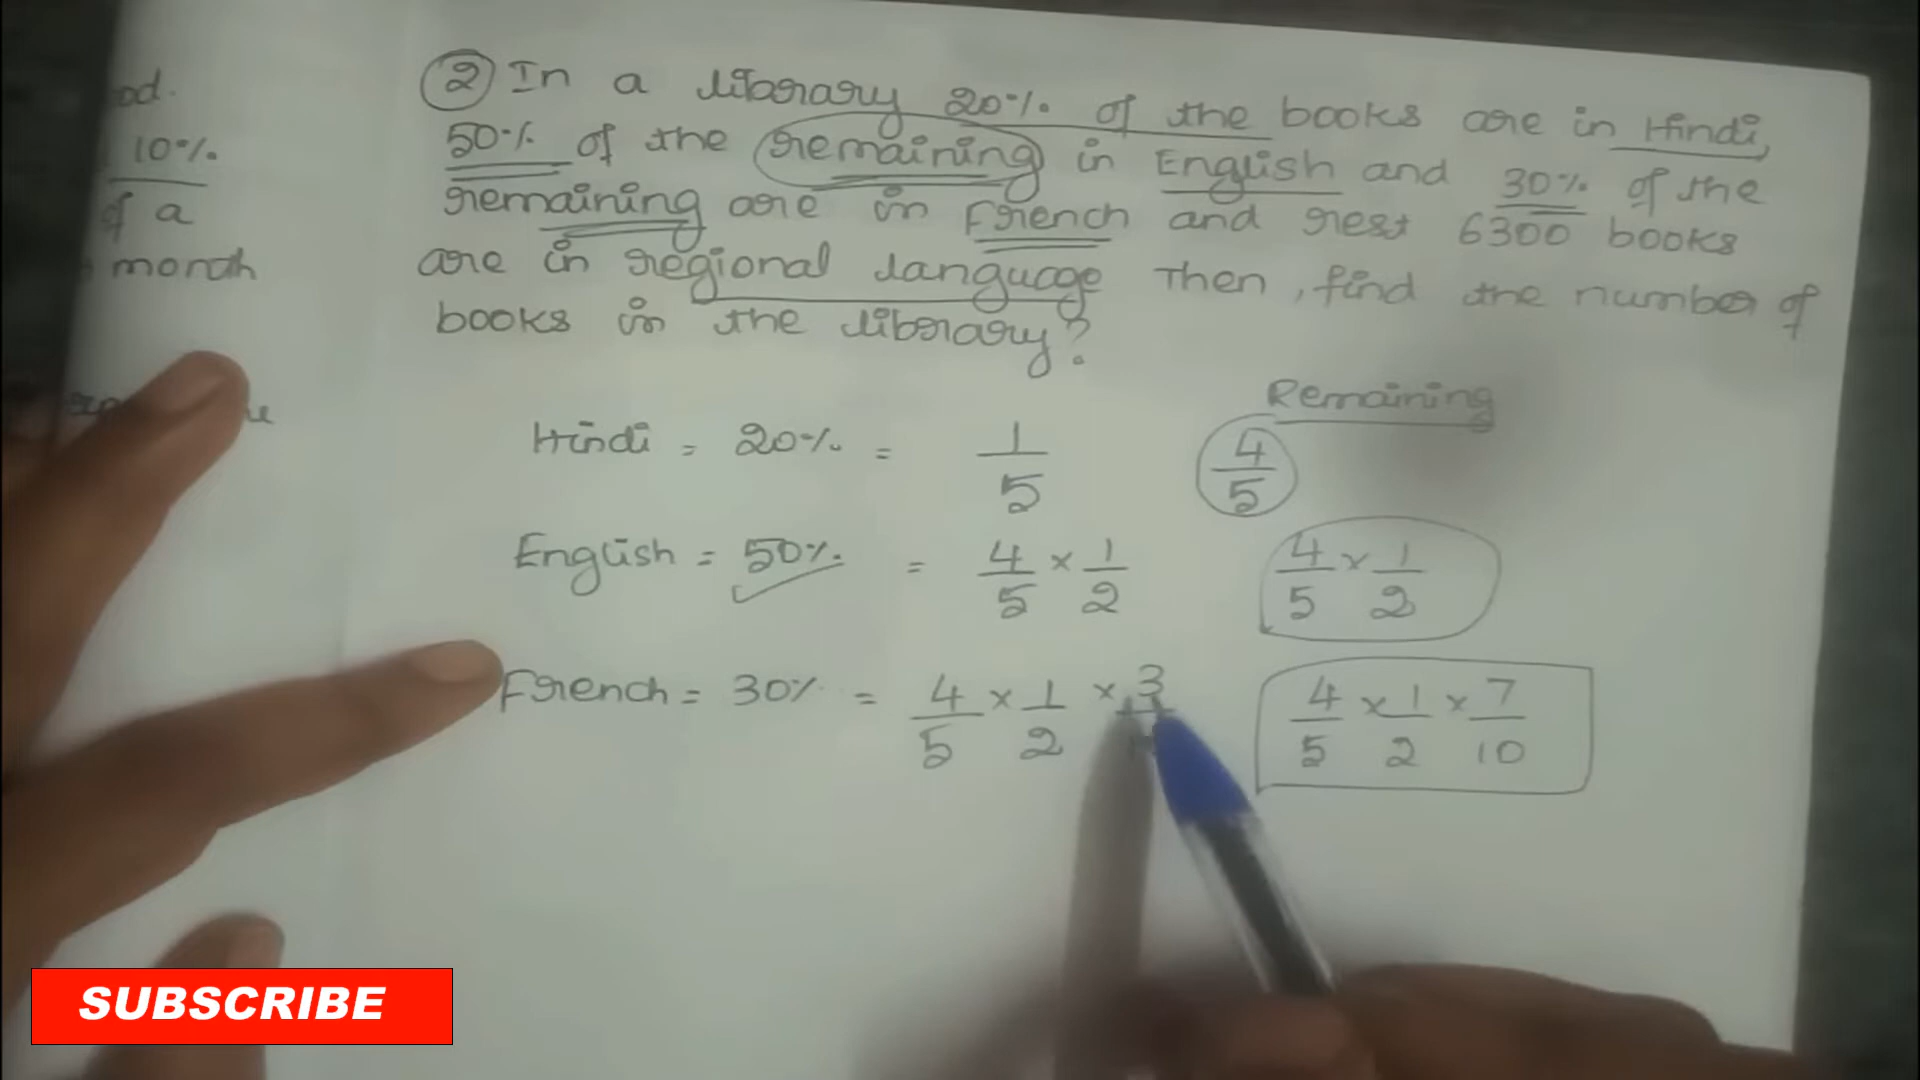 od.
10%
of a
month
② In a library 20% of the books are in Hindi,
50% of the remaining in English and 30% of the
remaining are in French and rest 6300 books
are in regional language Then, find the number of
books in the library?
Remaining
Hindi = 20% = 1/5 4/5
English = 50% = 4/5 × 1/2 4/5 × 1/2
French = 30% = 4/5 × 1/2 × 3 4/5 × 1/2 × 7/10
SUBSCRIBE